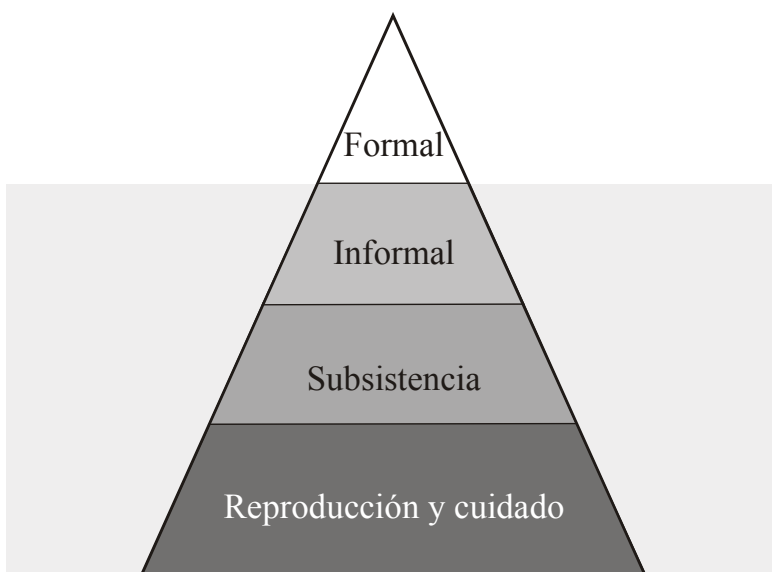 Formal
Informal
Subsistencia
Reproducción y cuidado